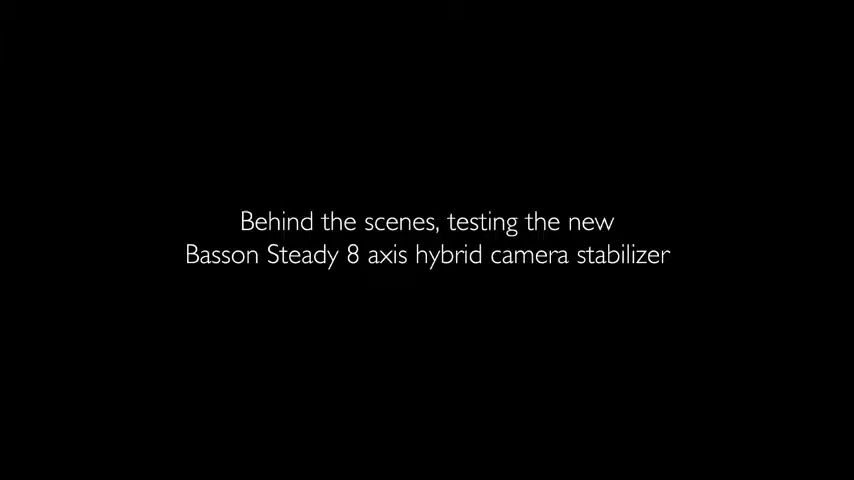 Behind the scenes, testing the new
Basson Steady 8 axis hybrid camera stabilizer